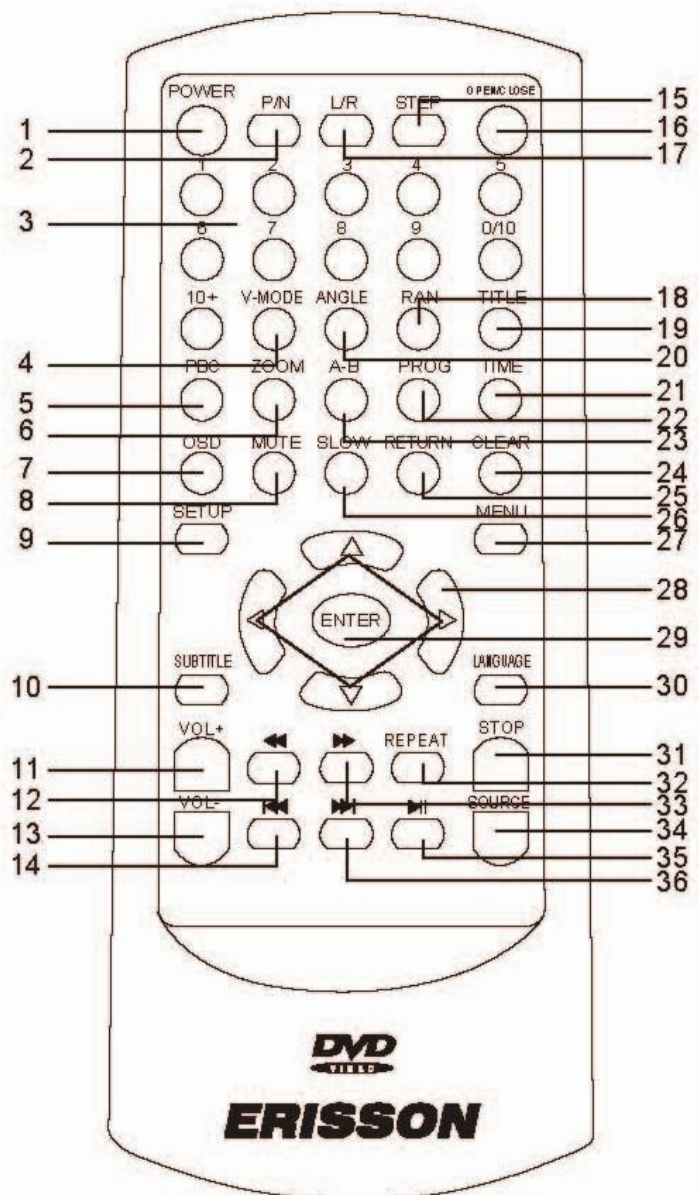 POWER P/N L/R STEP OPEN/CLOSE
15
1 16
2 17
1 2 3 4 5
3
6 7 8 9 0/10
10+ V-MODE ANGLE RAN TITLE
18
19
4 20
PBC ZOOM A-B PROG TIME
5 21
6 22
23
OSD MUTE SLOW RETURN CLEAR
7 24
8 25
26
SETUP MENU
9 27
28
ENTER
29
SUBTITLE LANGUAGE
10 30
VOL+ REPEAT STOP
11 31
12 32
33
VOL- SOURCE
13 34
14 35
36
DVD
VIDEO
ERISSON